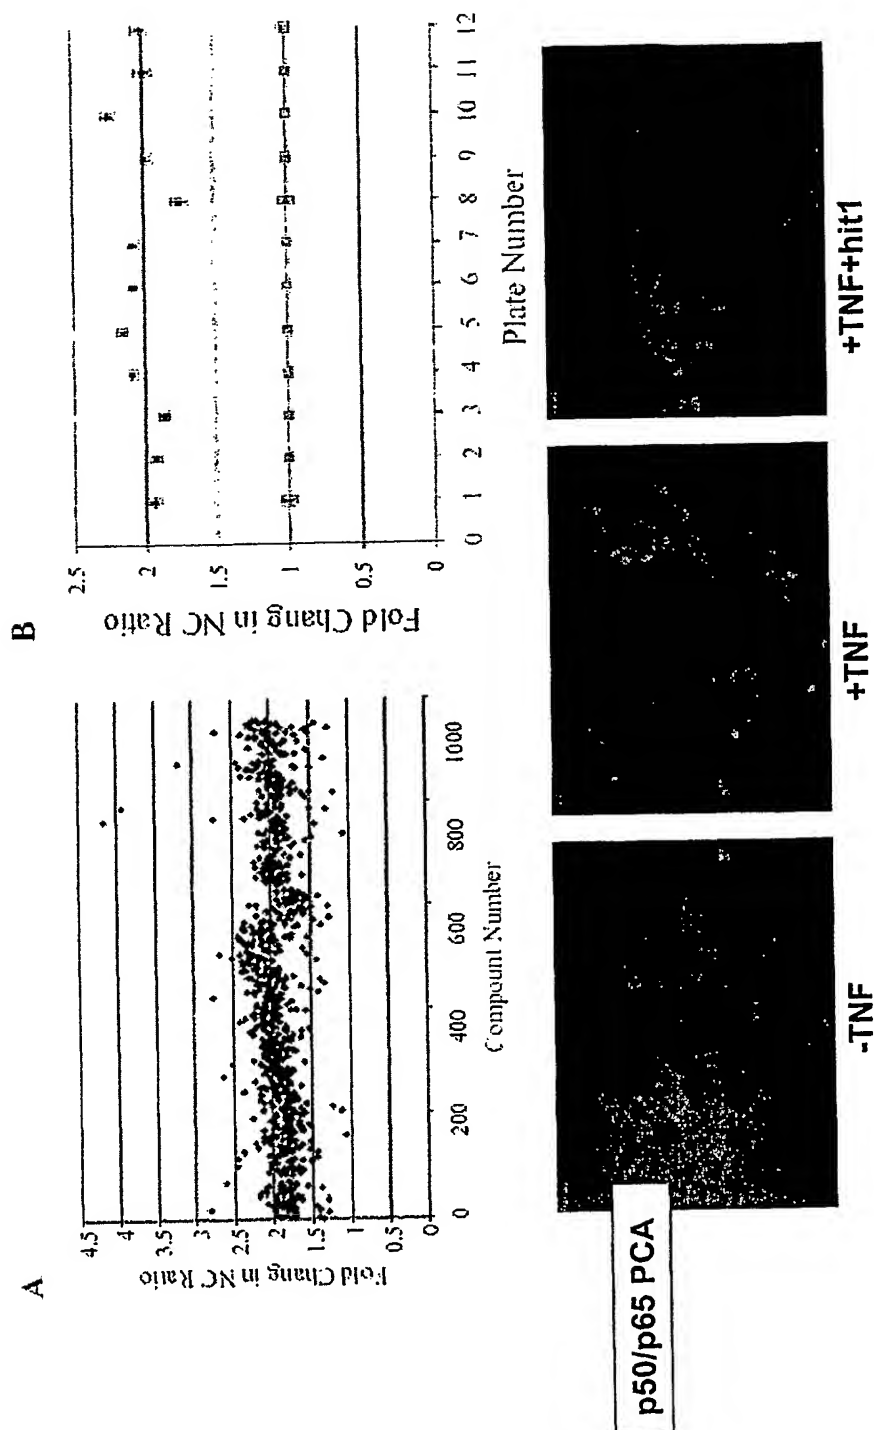 A
Fold Chang in NC Ratio
4.5
4
3.5
3
2.5
2
1.5
1
0.5
0
0
200
400
600
800
1000
Compound Number
B
Fold Chang in NC Ratio
2.5
2
1.5
1
0.5
0
0 1 2 3 4 5 6 7 8 9 10 11 12
Plate Number
p50/p65 PCA
-TNF
+TNF
+TNF+hit1